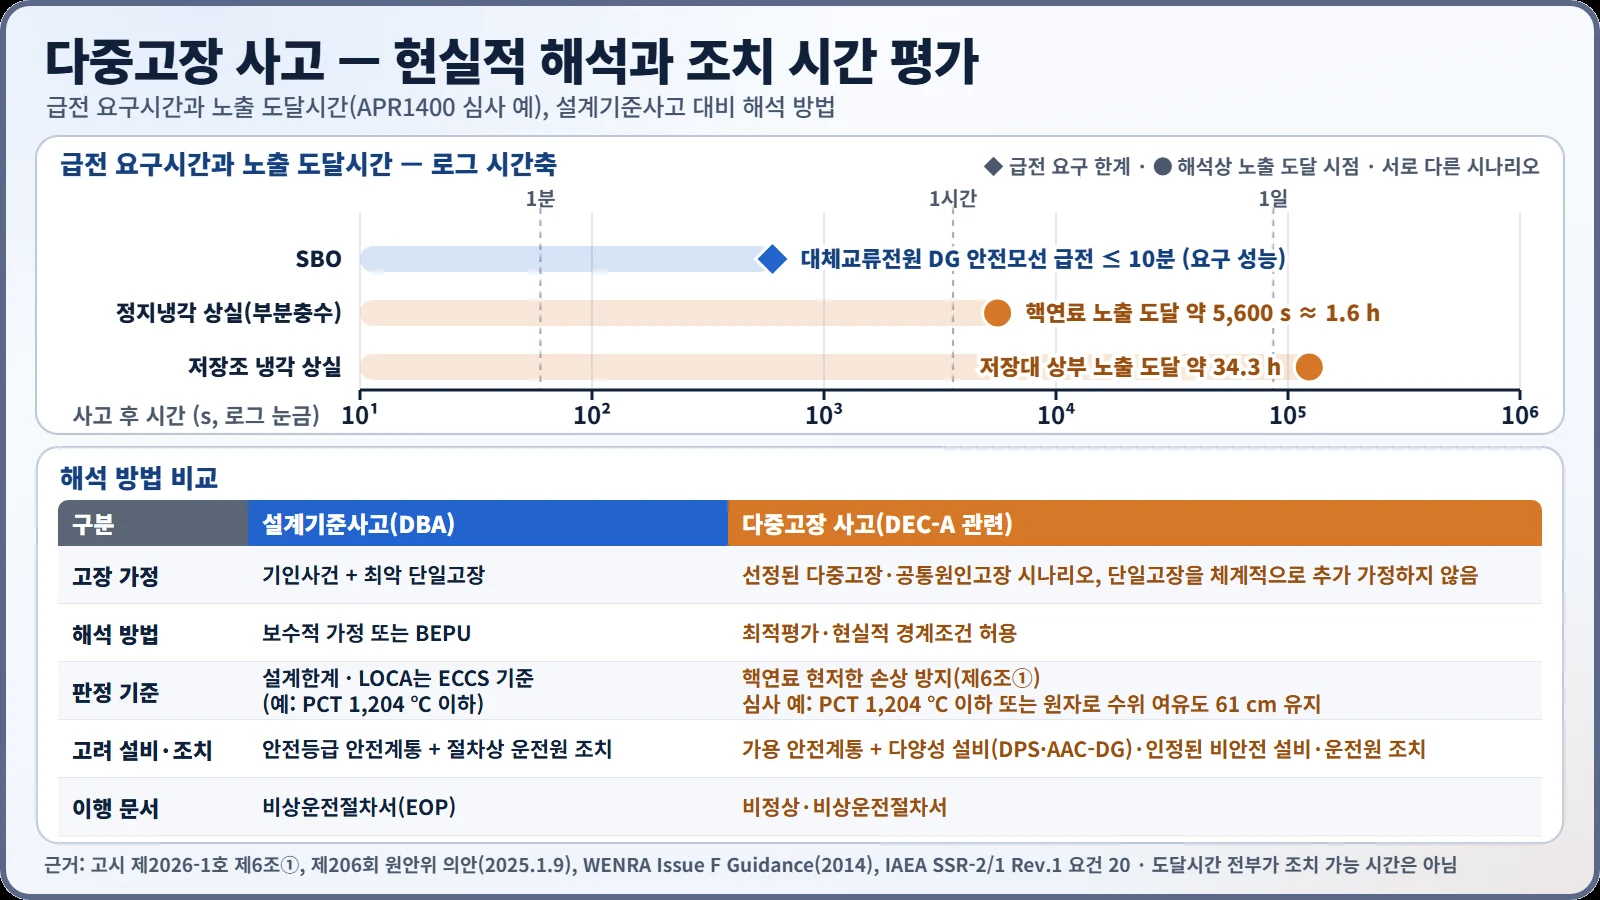 다중고장 사고 — 현실적 해석과 조치 시간 평가
급전 요구시간과 노출 도달시간(APR1400 심사 예), 설계기준사고 대비 해석 방법
급전 요구시간과 노출 도달시간 — 로그 시간축
◆ 급전 요구 한계 · ● 해석상 노출 도달 시점 · 서로 다른 시나리오
1분 1시간 1일
SBO 대체교류전원 DG 안전모선 급전 ≤ 10분 (요구 성능)
정지냉각 상실(부분충수) 핵연료 노출 도달 약 5,600 s ≈ 1.6 h
저장조 냉각 상실 저장대 상부 노출 도달 약 34.3 h
사고 후 시간 (s, 로그 눈금) 10¹ 10² 10³ 10⁴ 10⁵ 10⁶
해석 방법 비교
구분 설계기준사고(DBA) 다중고장 사고(DEC-A 관련)
고장 가정 기인사건 + 최악 단일고장 선정된 다중고장·공통원인고장 시나리오, 단일고장을 체계적으로 추가 가정하지 않음
해석 방법 보수적 가정 또는 BEPU 최적평가·현실적 경계조건 허용
판정 기준 설계한계 · LOCA는 ECCS 기준 핵연료 현저한 손상 방지(제6조①)
(예: PCT 1,204 °C 이하) 심사 예: PCT 1,204 °C 이하 또는 원자로 수위 여유도 61 cm 유지
고려 설비·조치 안전등급 안전계통 + 절차상 운전원 조치 가용 안전계통 + 다양성 설비(DPS·AAC-DG)·인정된 비안전 설비·운전원 조치
이행 문서 비상운전절차서(EOP) 비정상·비상운전절차서
근거: 고시 제2026-1호 제6조①, 제206회 원안위 의안(2025.1.9), WENRA Issue F Guidance(2014), IAEA SSR-2/1 Rev.1 요건 20 · 도달시간 전부가 조치 가능 시간은 아님